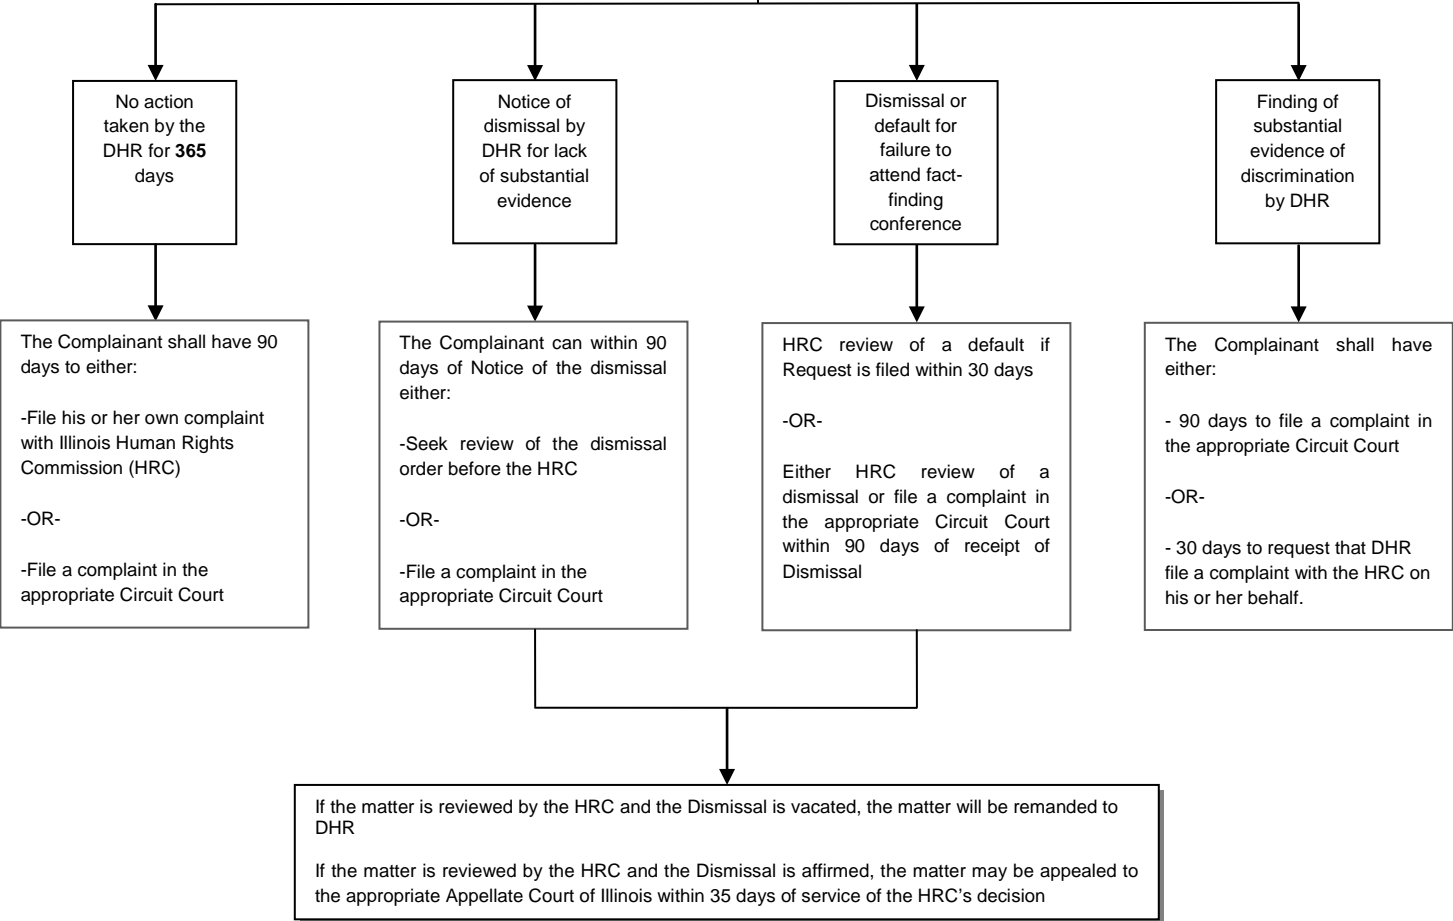 No action
taken by the
DHR for 365
days
Notice of
dismissal by
DHR for lack
of substantial
evidence
Dismissal or
default for
failure to
attend fact-
finding
conference
Finding of
substantial
evidence of
discrimination
by DHR
The Complainant shall have 90
days to either:
-File his or her own complaint
with Illinois Human Rights
Commission (HRC)
-OR-
-File a complaint in the
appropriate Circuit Court
The Complainant can within 90
days of Notice of the dismissal
either:
-Seek review of the dismissal
order before the HRC
-OR-
-File a complaint in the
appropriate Circuit Court
HRC review of a default if
Request is filed within 30 days
-OR-
Either HRC review of a
dismissal or file a complaint in
the appropriate Circuit Court
within 90 days of receipt of
Dismissal
The Complainant shall have
either:
- 90 days to file a complaint in
the appropriate Circuit Court
-OR-
- 30 days to request that DHR
file a complaint with the HRC on
his or her behalf.
If the matter is reviewed by the HRC and the Dismissal is vacated, the matter will be remanded to
DHR
If the matter is reviewed by the HRC and the Dismissal is affirmed, the matter may be appealed to
the appropriate Appellate Court of Illinois within 35 days of service of the HRC's decision